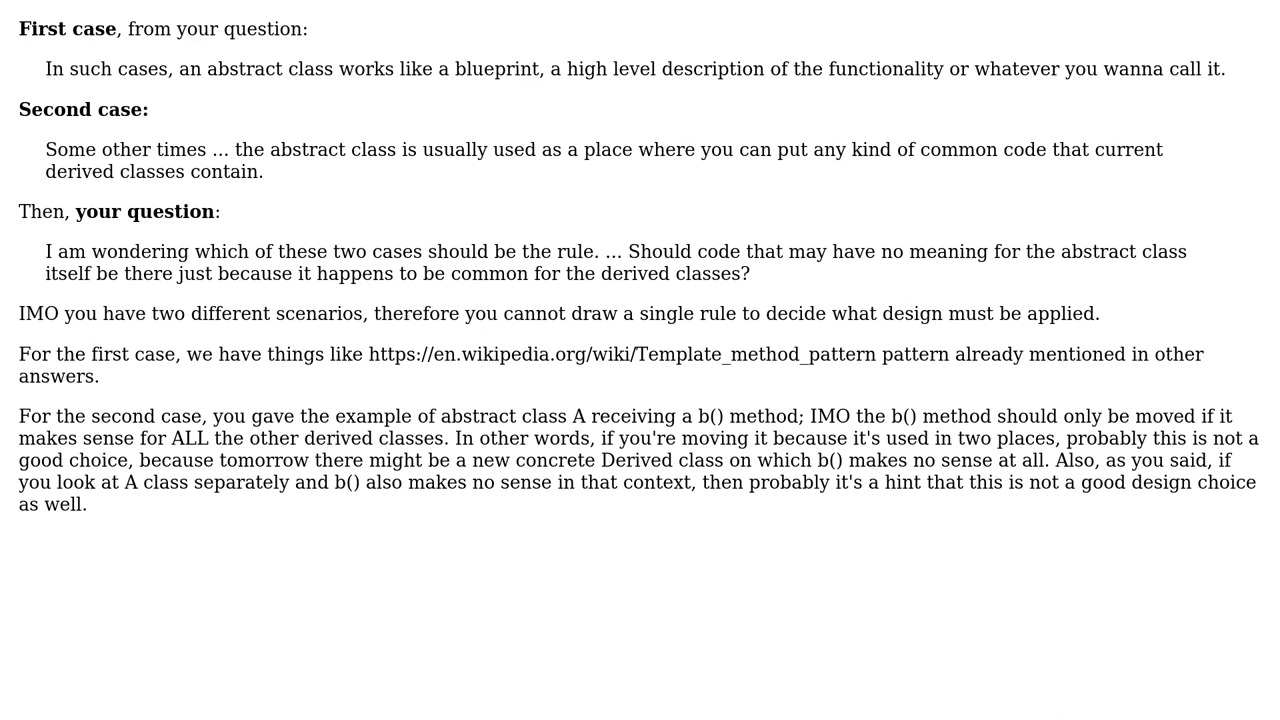 First case, from your question:
In such cases, an abstract class works like a blueprint, a high level description of the functionality or whatever you wanna call it.
Second case:
Some other times ... the abstract class is usually used as a place where you can put any kind of common code that current
derived classes contain.
Then, your question:
I am wondering which of these two cases should be the rule. ... Should code that may have no meaning for the abstract class
itself be there just because it happens to be common for the derived classes?
IMO you have two different scenarios, therefore you cannot draw a single rule to decide what design must be applied.
For the first case, we have things like https://en.wikipedia.org/wiki/Template_method_pattern pattern already mentioned in other
answers.
For the second case, you gave the example of abstract class A receiving a b() method; IMO the b() method should only be moved if it
makes sense for ALL the other derived classes. In other words, if you're moving it because it's used in two places, probably this is not a
good choice, because tomorrow there might be a new concrete Derived class on which b() makes no sense at all. Also, as you said, if
you look at A class separately and b() also makes no sense in that context, then probably it's a hint that this is not a good design choice
as well.